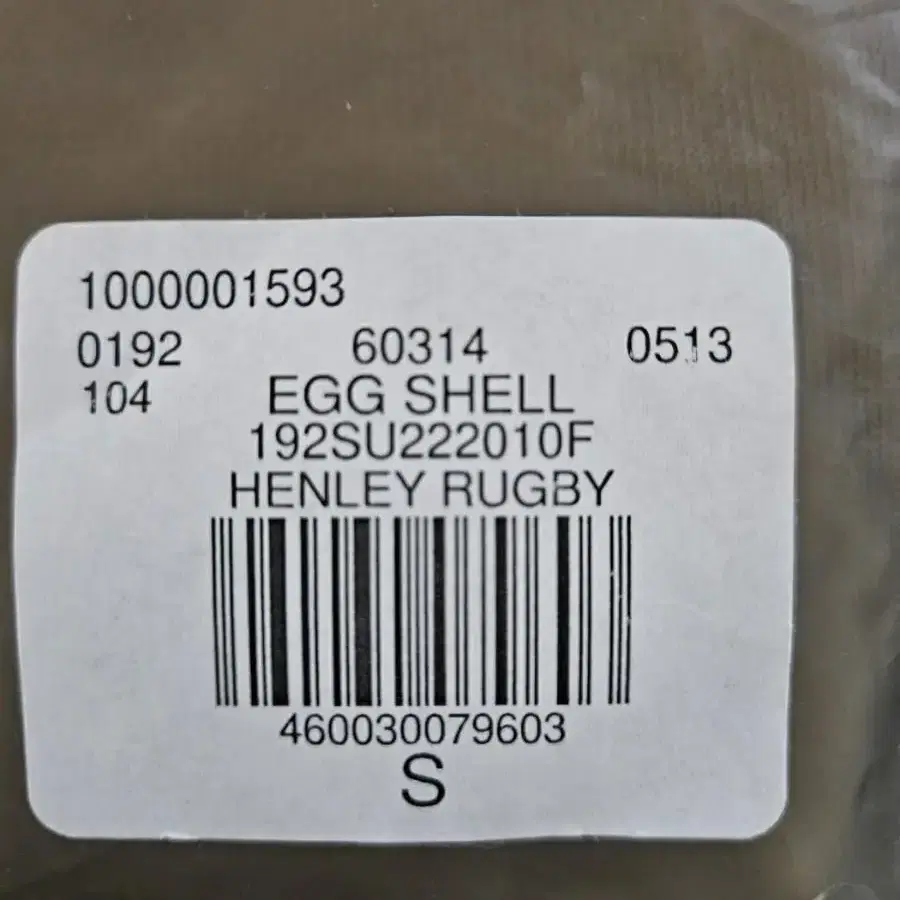 1000001593
0192 60314 0513
104 EGG SHELL
192SU222010F
HENLEY RUGBY
460030079603
S